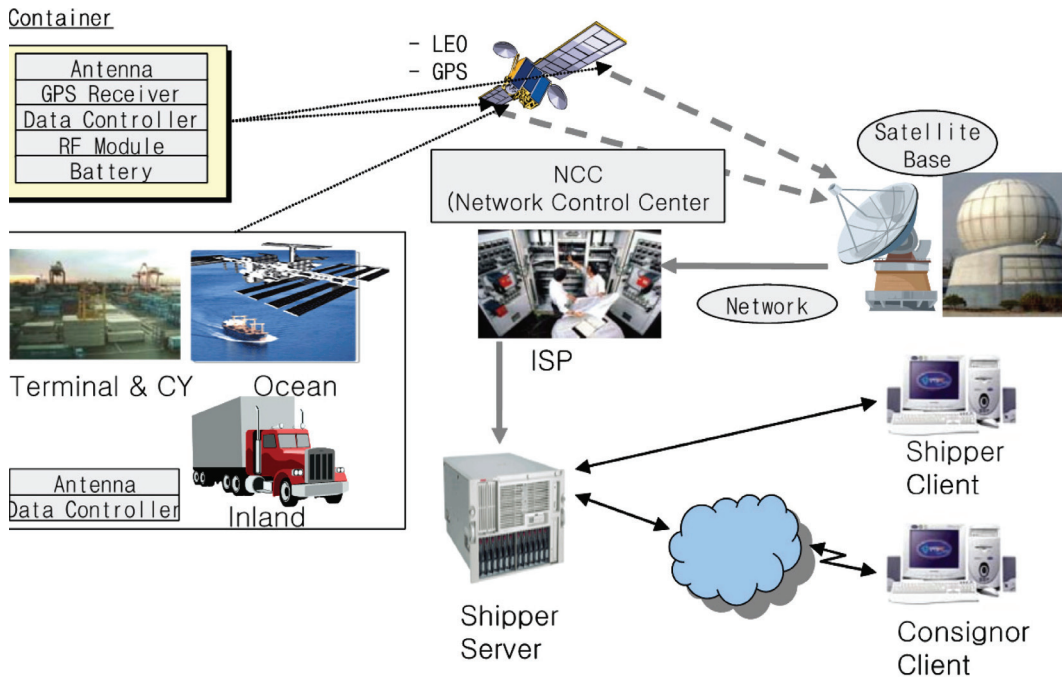 Container
Antenna
GPS Receiver
Data Controller
RF Module
Battery
- LEO
- GPS
Satellite
Base
NCC
(Network Control Center
Network
ISP
Terminal & CY
Ocean
Antenna
Data Controller
Inland
Shipper
Server
Shipper
Client
Consignor
Client